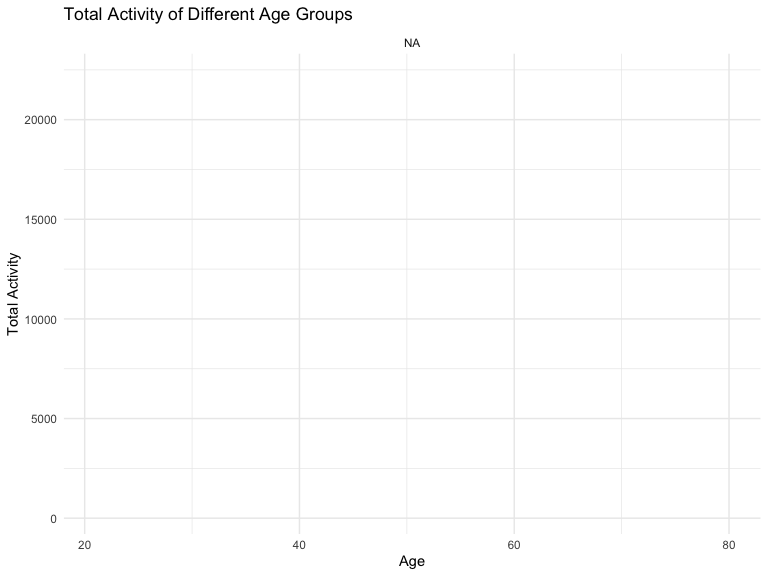 Total Activity of Different Age Groups
NA
20000
15000
10000
5000
0
Total Activity
20 40 60 80
Age